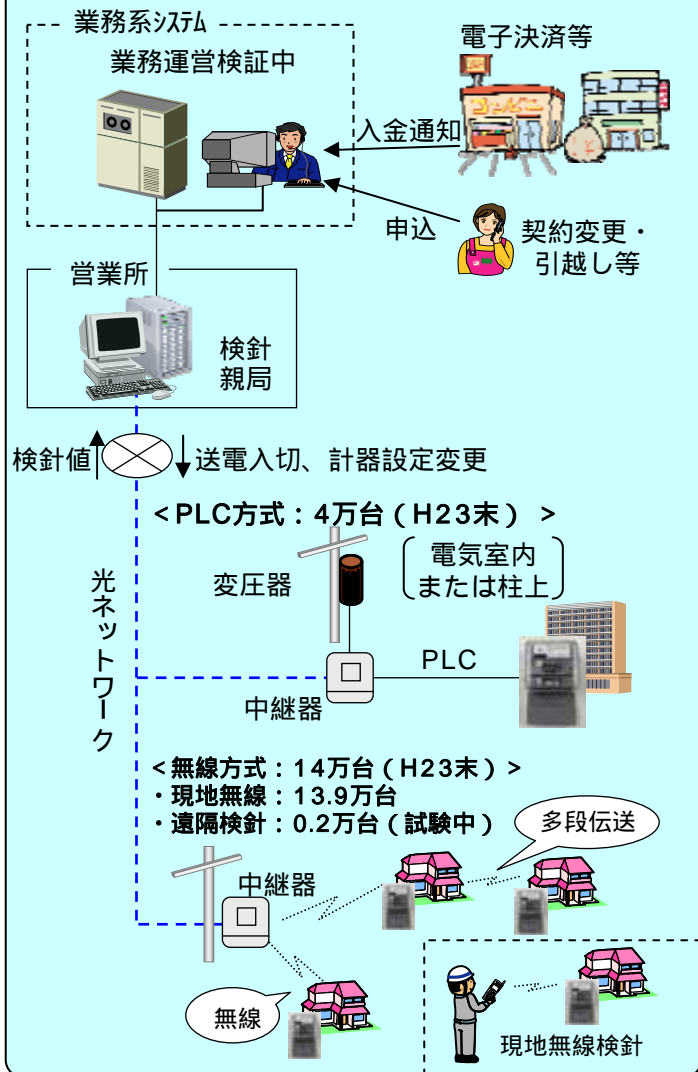 業務系システム
業務運営検証中
電子決済等
入金通知
申込
契約変更・
引越し等
営業所
検針
親局
検針値
送電入切、計器設定変更
＜PLC方式：4万台（H23末）＞
変圧器
電気室内
または柱上
光ネットワーク
PLC
中継器
＜無線方式：14万台（H23末）＞
・現地無線：13.9万台
・遠隔検針：0.2万台（試験中）
多段伝送
中継器
無線
現地無線検針